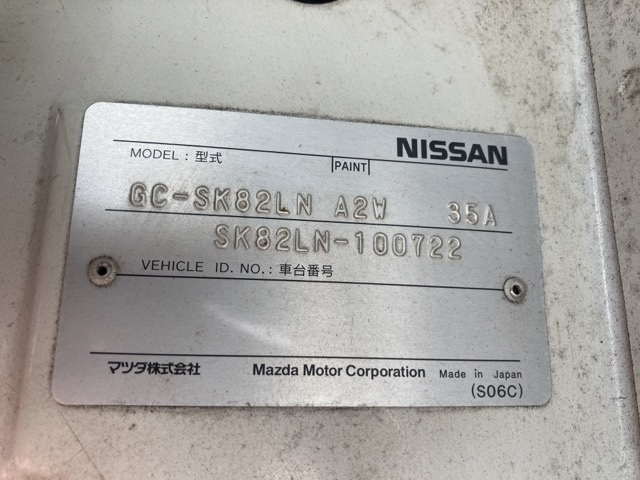 NISSAN
MODEL : 型式 PAINT
GC-SK82LN A2W 35A
SK82LN-100722
VEHICLE ID. NO. : 車台番号
マツダ株式会社 Mazda Motor Corporation Made in Japan
(S06C)